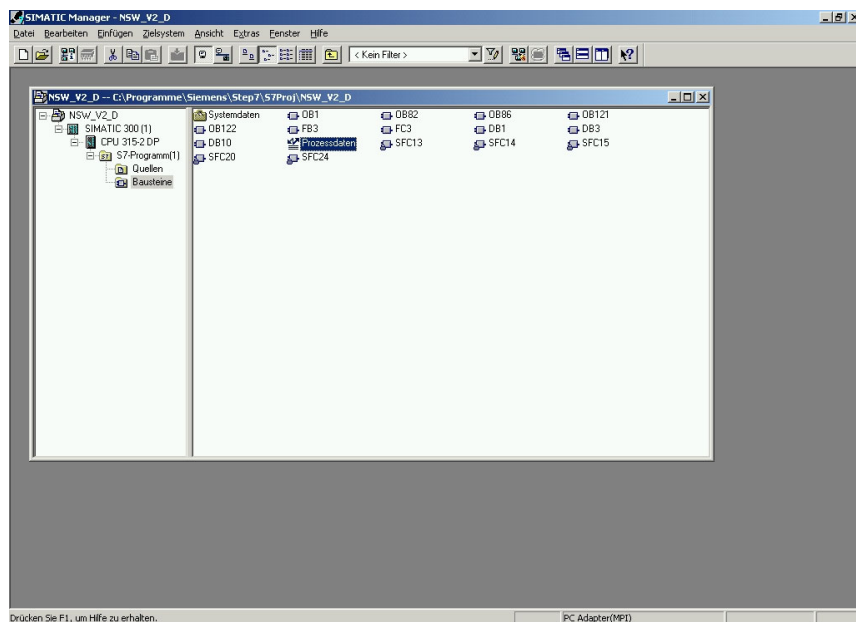 SIMATIC Manager - NSW_V2_D
Datei Bearbeiten Einfügen Zielsystem Ansicht Extras Fenster Hilfe
< Kein Filter >
NSW_V2_D -- C:\Programme\Siemens\Step7\S7Proj\NSW_V2_D
NSW_V2_D
SIMATIC 300 (1)
CPU 315-2 DP
S7-Programm(1)
Quellen
Bausteine
Systemdaten OB1 OB82 OB86 OB121
OB122 FB3 FC3 DB1 DB3
DB10 Prozessdaten SFC13 SFC14 SFC15
SFC20 SFC24
Drücken Sie F1, um Hilfe zu erhalten.
PC Adapter(MPI)